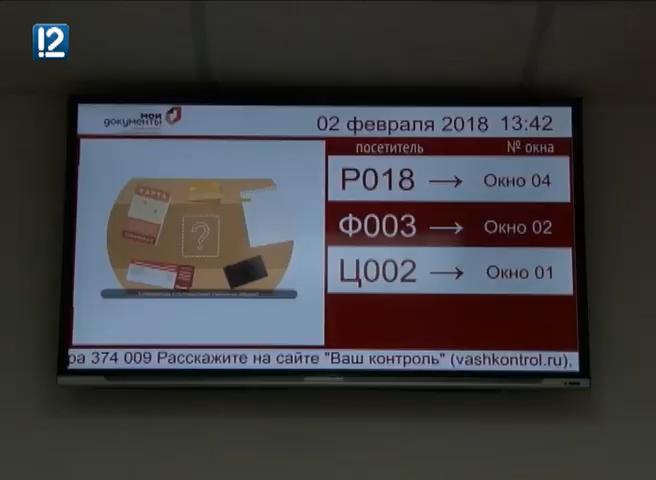 12
мои
документы
02 февраля 2018 13:42
посетитель № окна
P018 → Окно 04
Ф003 → Окно 02
Ц002 → Окно 01
КАРТА
?
ра 374 009 Расскажите на сайте "Ваш контроль" (vashkontrol.ru),